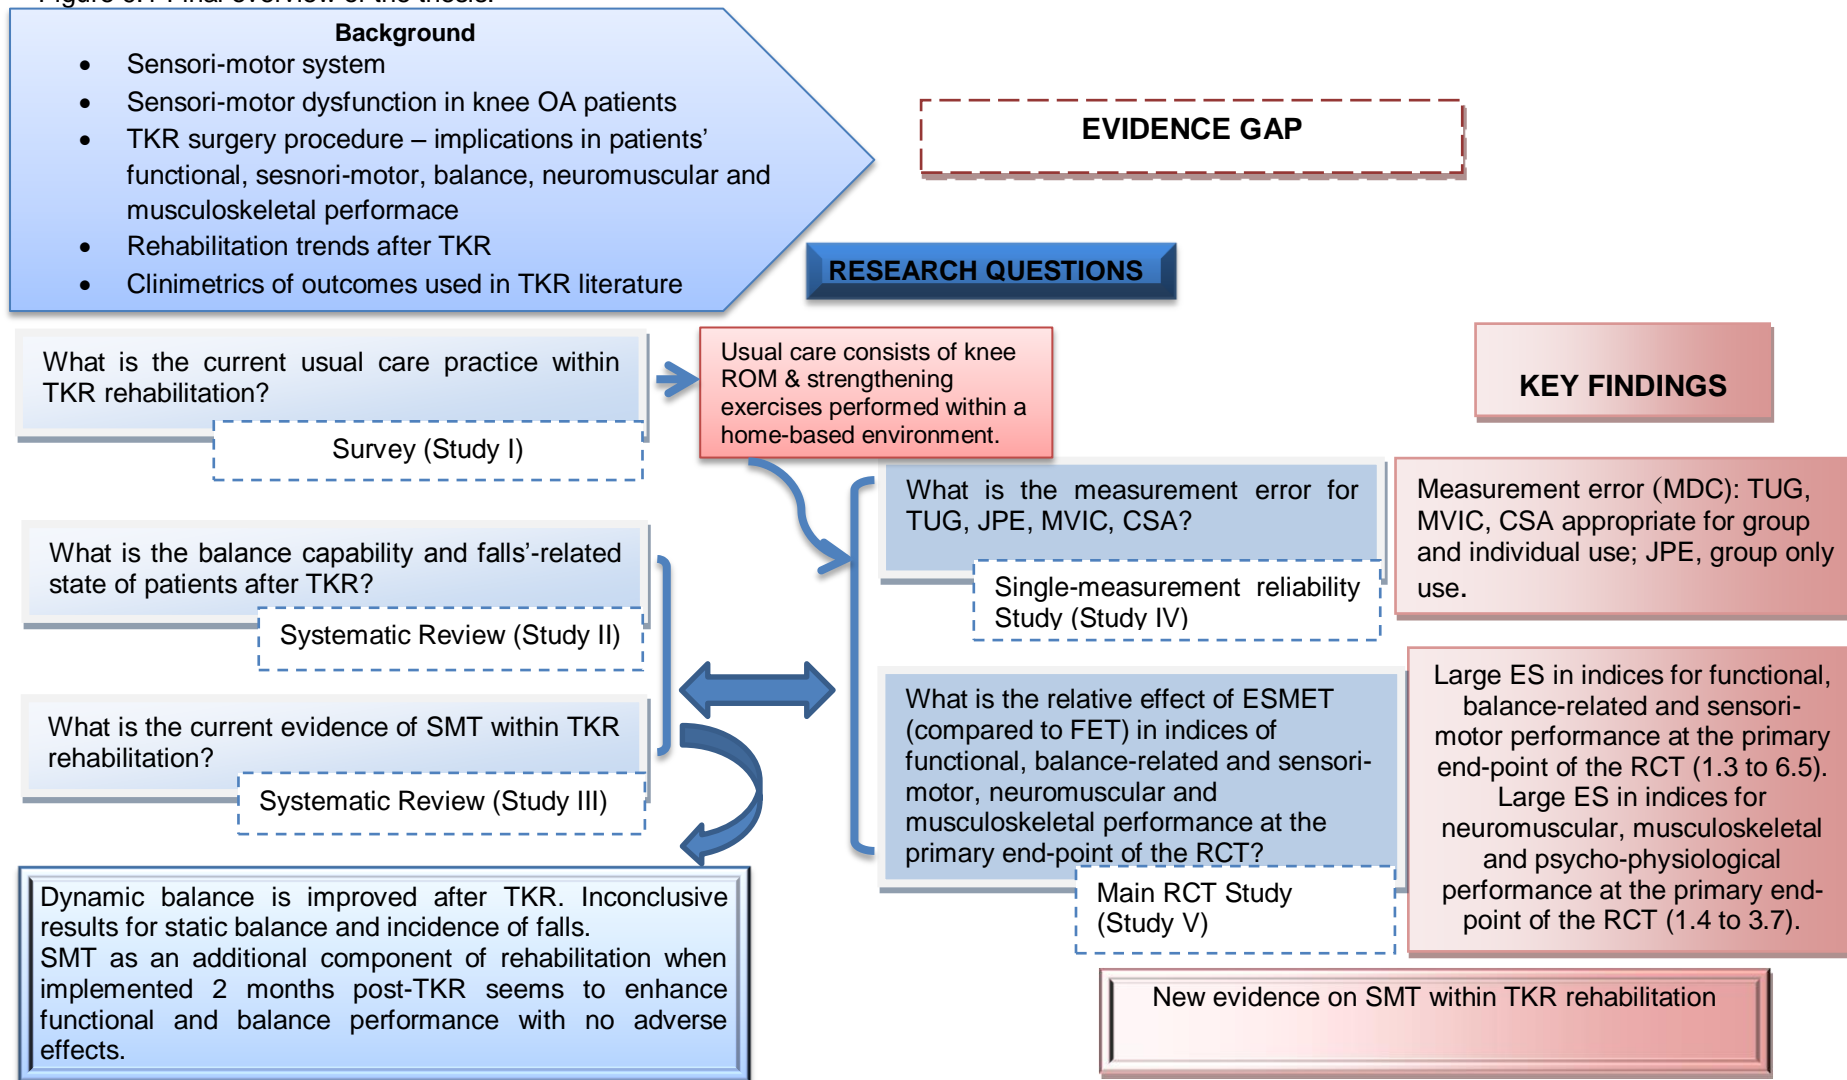 Background
• Sensori-motor system
• Sensori-motor dysfunction in knee OA patients
• TKR surgery procedure – implications in patients’
functional, sesnori-motor, balance, neuromuscular and
musculoskeletal performace
• Rehabilitation trends after TKR
• Clinimetrics of outcomes used in TKR literature
EVIDENCE GAP
RESEARCH QUESTIONS
What is the current usual care practice within
TKR rehabilitation?
Survey (Study I)
Usual care consists of knee
ROM & strengthening
exercises performed within a
home-based environment.
KEY FINDINGS
What is the balance capability and falls’-related
state of patients after TKR?
Systematic Review (Study II)
What is the current evidence of SMT within TKR
rehabilitation?
Systematic Review (Study III)
Dynamic balance is improved after TKR. Inconclusive
results for static balance and incidence of falls.
SMT as an additional component of rehabilitation when
implemented 2 months post-TKR seems to enhance
functional and balance performance with no adverse
effects.
What is the measurement error for
TUG, JPE, MVIC, CSA?
Single-measurement reliability
Study (Study IV)
Measurement error (MDC): TUG,
MVIC, CSA appropriate for group
and individual use; JPE, group only
use.
What is the relative effect of ESMET
(compared to FET) in indices of
functional, balance-related and sensori-
motor, neuromuscular and
musculoskeletal performance at the
primary end-point of the RCT?
Main RCT Study
(Study V)
Large ES in indices for functional,
balance-related and sensori-
motor performance at the primary
end-point of the RCT (1.3 to 6.5).
Large ES in indices for
neuromuscular, musculoskeletal
and psycho-physiological
performance at the primary end-
point of the RCT (1.4 to 3.7).
New evidence on SMT within TKR rehabilitation